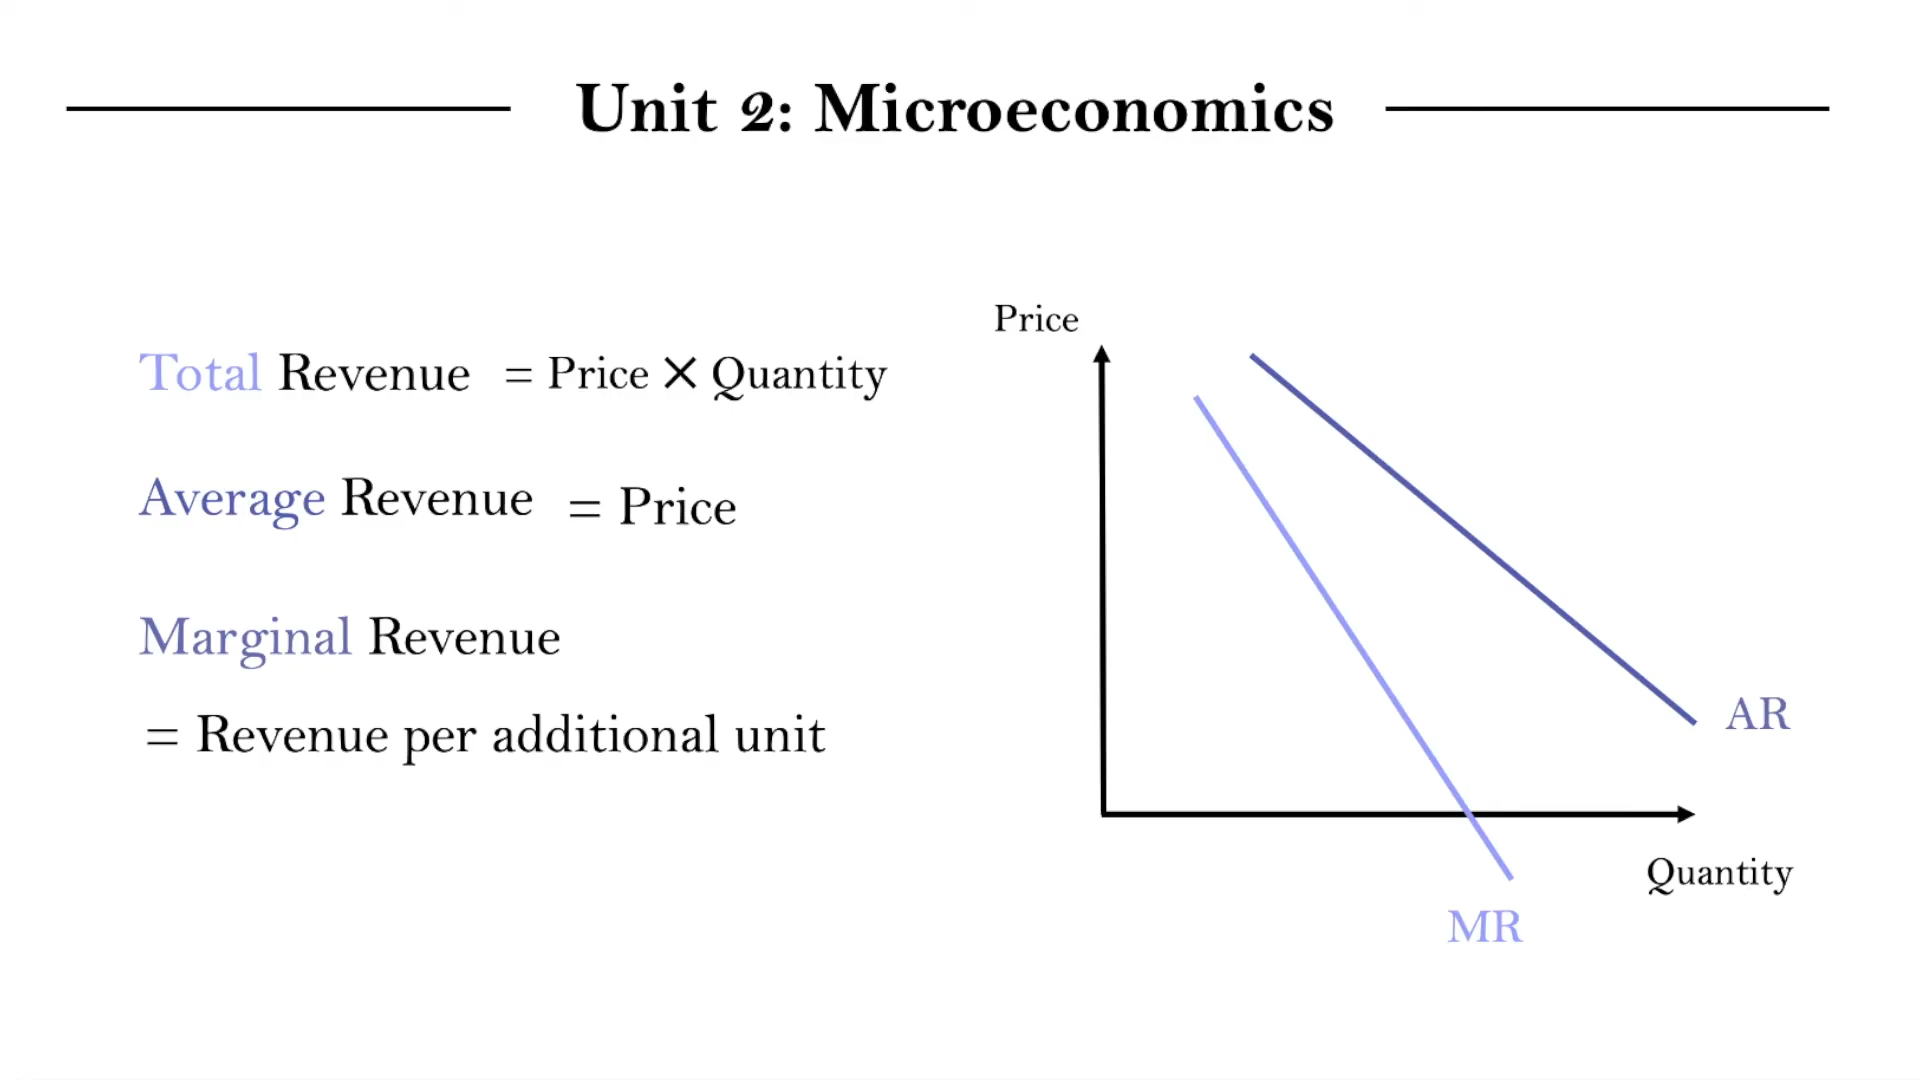 Unit 2: Microeconomics
Total Revenue = Price × Quantity
Average Revenue = Price
Marginal Revenue
= Revenue per additional unit
Price
AR
Quantity
MR